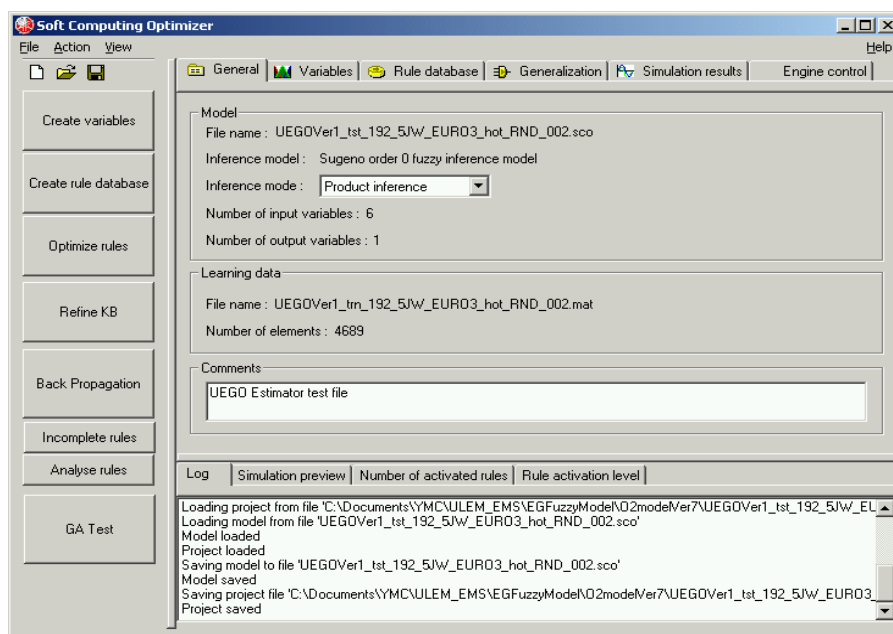 Soft Computing Optimizer
File Action View Help
General Variables Rule database Generalization Simulation results Engine control
Create variables
Create rule database
Optimize rules
Refine KB
Back Propagation
Incomplete rules
Analyse rules
GA Test
Model
File name : UEGOVer1_tst_192_5JW_EURO3_hot_RND_002.sco
Inference model : Sugeno order 0 fuzzy inference model
Inference mode : Product inference
Number of input variables : 6
Number of output variables : 1
Learning data
File name : UEGOVer1_trn_192_5JW_EURO3_hot_RND_002.mat
Number of elements : 4689
Comments
UEGO Estimator test file
Log Simulation preview Number of activated rules Rule activation level
Loading project from file 'C:\Documents\YMC\ULEM_EMS\EGFuzzyModel\O2modelVer7\UEGOVer1_tst_192_5JW_EU
Loading model from file 'UEGOVer1_tst_192_5JW_EURO3_hot_RND_002.sco'
Model loaded
Project loaded
Saving model to file 'UEGOVer1_tst_192_5JW_EURO3_hot_RND_002.sco'
Model saved
Saving project file 'C:\Documents\YMC\ULEM_EMS\EGFuzzyModel\O2modelVer7\UEGOVer1_tst_192_5JW_EURO3_
Project saved